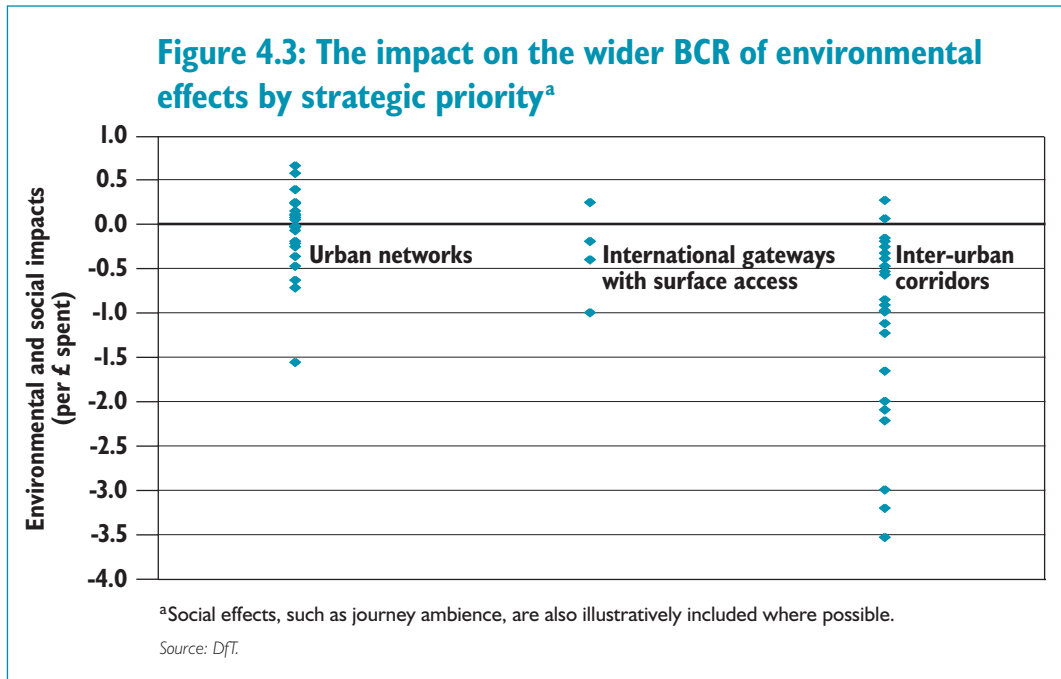 Figure 4.3: The impact on the wider BCR of environmental
effects by strategic priorityᵃ
Environmental and social impacts
(per £ spent)
1.0
0.5
0.0
-0.5
-1.0
-1.5
-2.0
-2.5
-3.0
-3.5
-4.0
Urban networks
International gateways
with surface access
Inter-urban
corridors
ᵃSocial effects, such as journey ambience, are also illustratively included where possible.
Source: DfT.